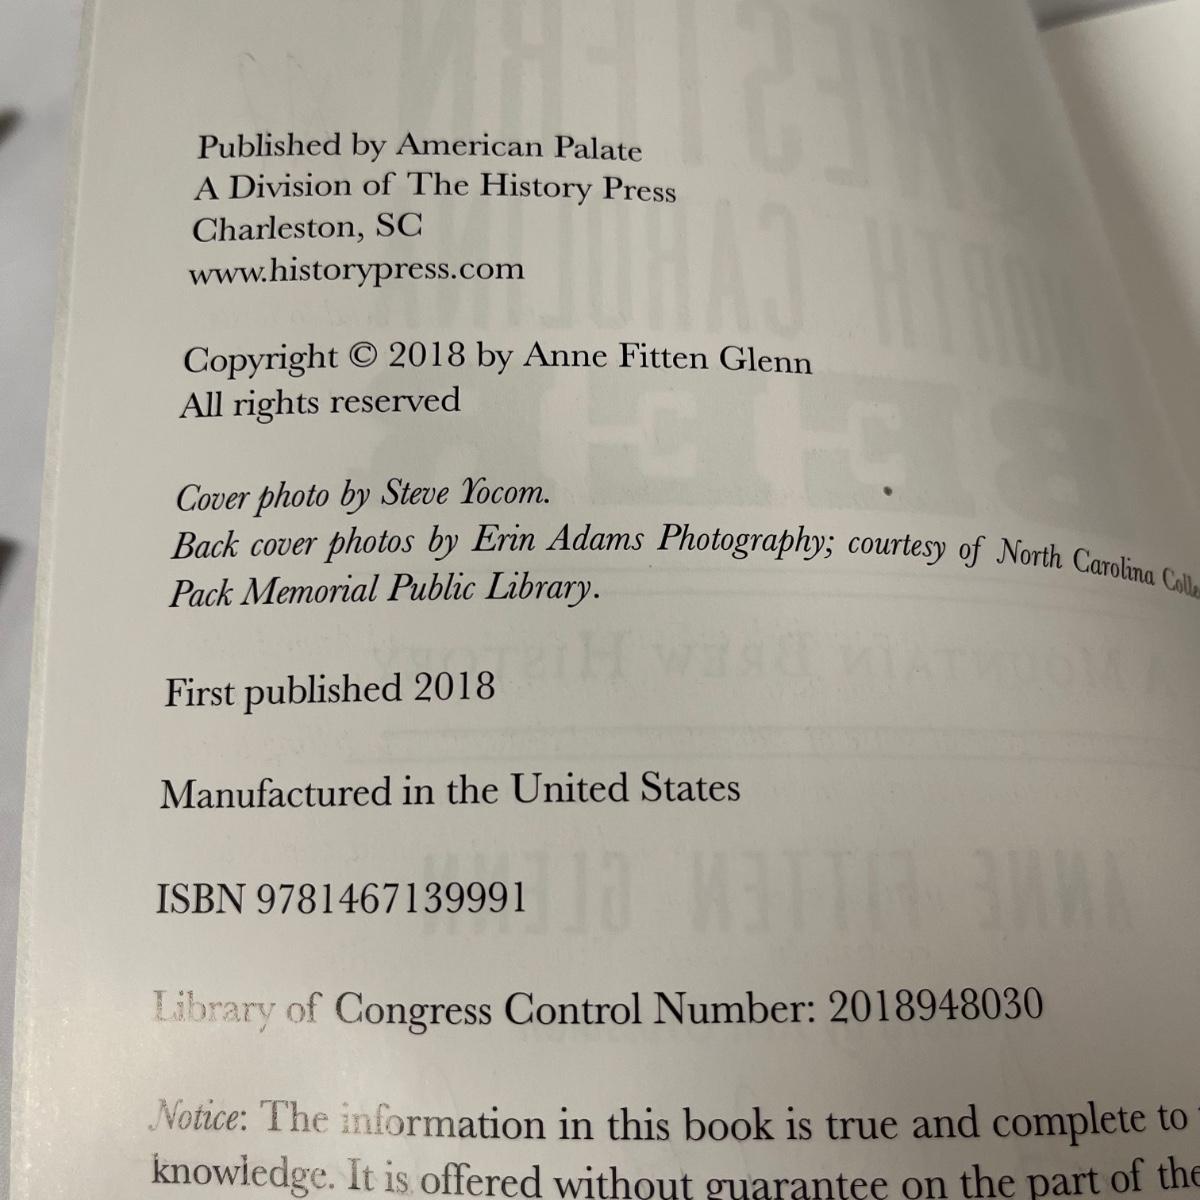 Published by American Palate
A Division of The History Press
Charleston, SC
www.historypress.com
Copyright © 2018 by Anne Fitten Glenn
All rights reserved
Cover photo by Steve Yocom.
Back cover photos by Erin Adams Photography; courtesy of North Carolina Colle
Pack Memorial Public Library.
First published 2018
Manufactured in the United States
ISBN 9781467139991
Library of Congress Control Number: 2018948030
Notice: The information in this book is true and complete to
knowledge. It is offered without guarantee on the part of the